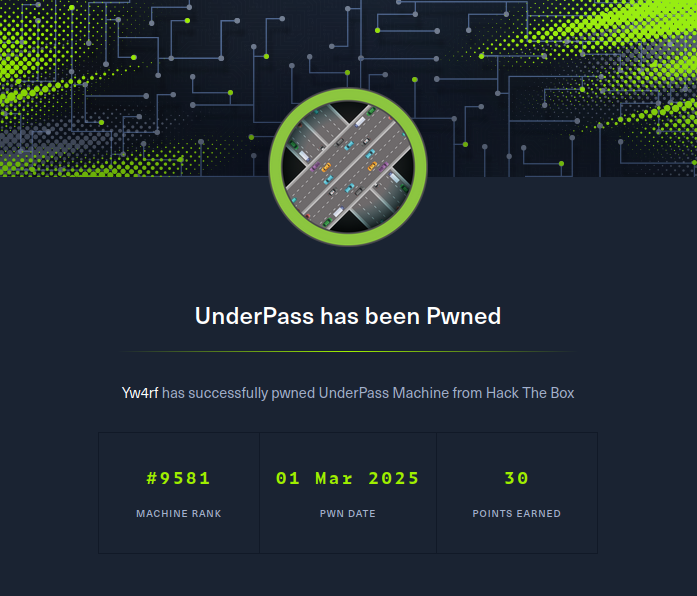 UnderPass has been Pwned
Yw4rf has successfully pwned UnderPass Machine from Hack The Box
#9581 01 Mar 2025 30
MACHINE RANK PWN DATE POINTS EARNED